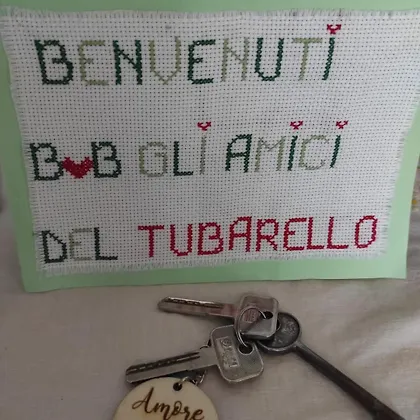 BENVENUTI
B♥B GLI AMICI
DEL TUBARELLO
Amore